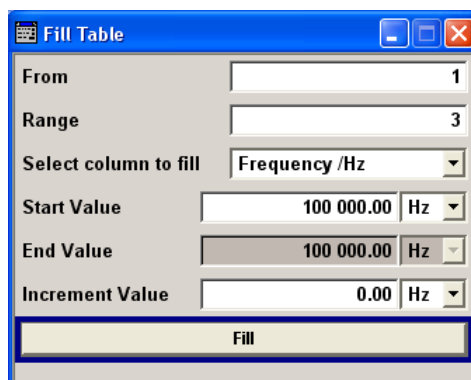 Fill Table
From 1
Range 3
Select column to fill Frequency /Hz
Start Value 100 000.00 Hz
End Value 100 000.00 Hz
Increment Value 0.00 Hz
Fill